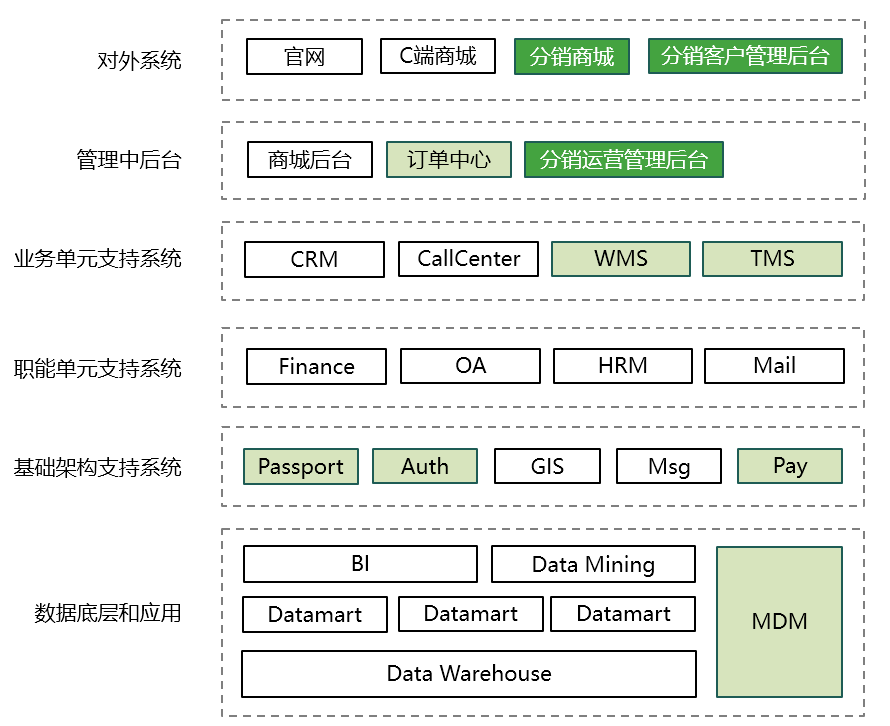 对外系统
官网
C端商城
分销商城
分销客户管理后台
管理中后台
商城后台
订单中心
分销运营管理后台
业务单元支持系统
CRM
CallCenter
WMS
TMS
职能单元支持系统
Finance
OA
HRM
Mail
基础架构支持系统
Passport
Auth
GIS
Msg
Pay
数据底层和应用
BI
Data Mining
Datamart
Datamart
Datamart
MDM
Data Warehouse